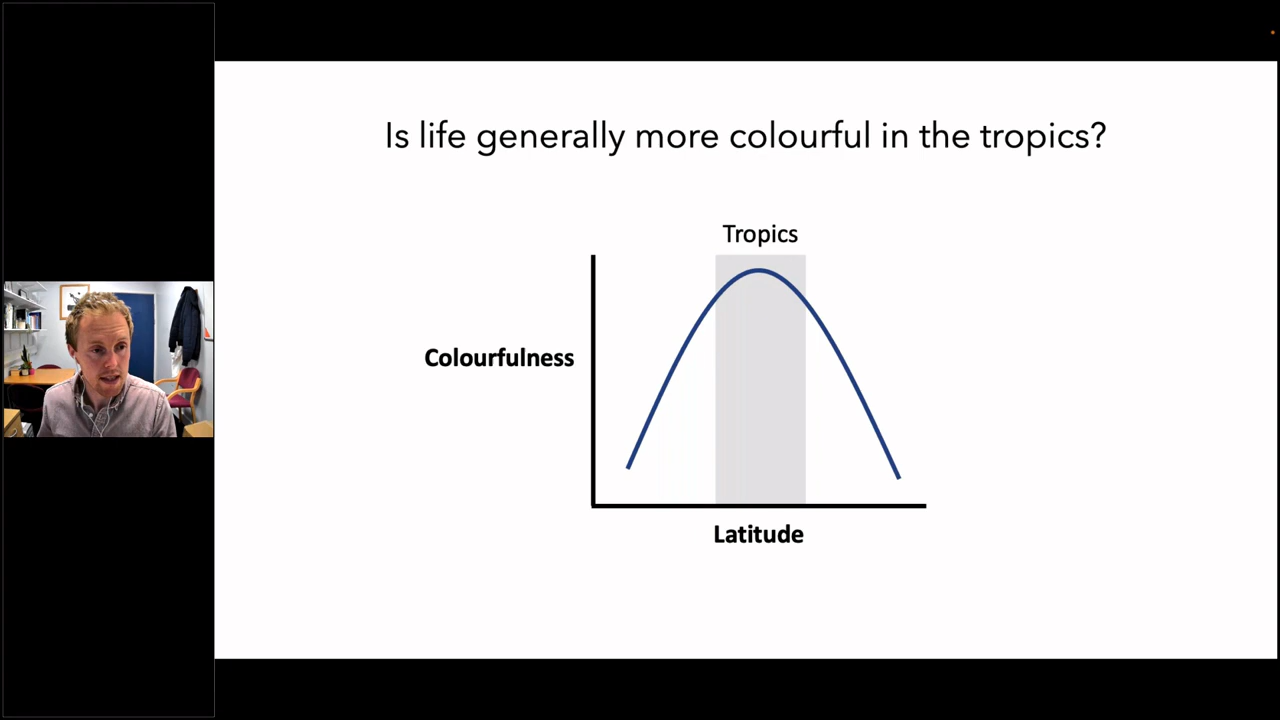 Is life generally more colourful in the tropics?
Tropics
Colourfulness
Latitude